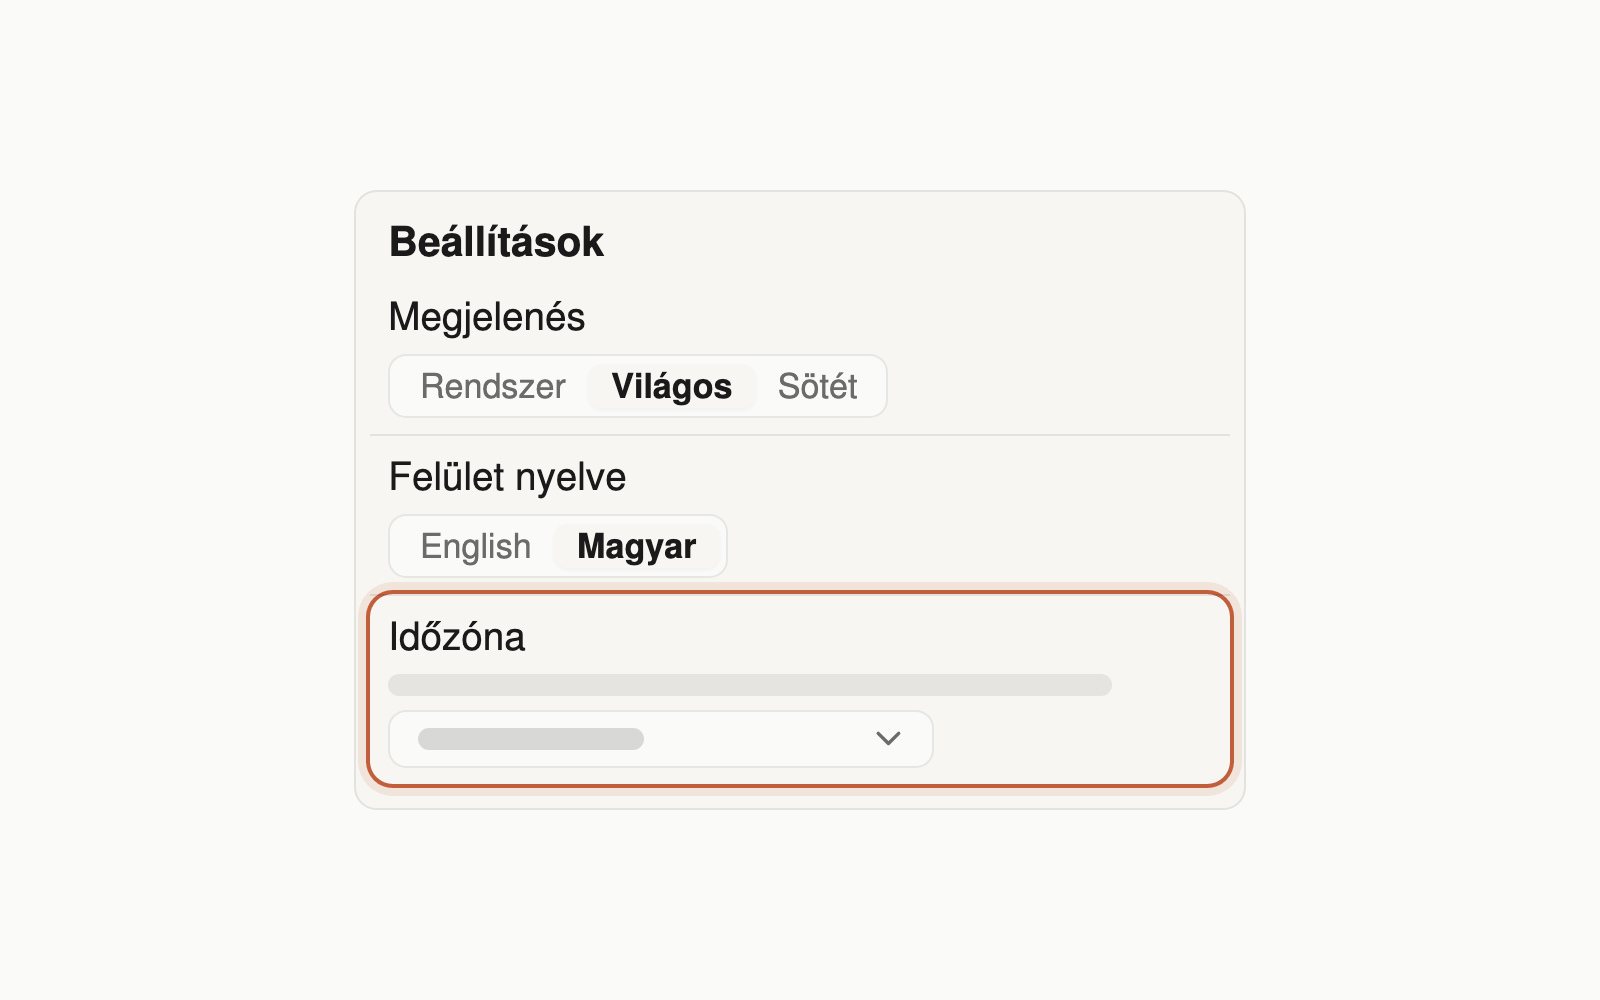 Beállítások
Megjelenés
Rendszer Világos Sötét
Felület nyelve
English Magyar
Időzóna